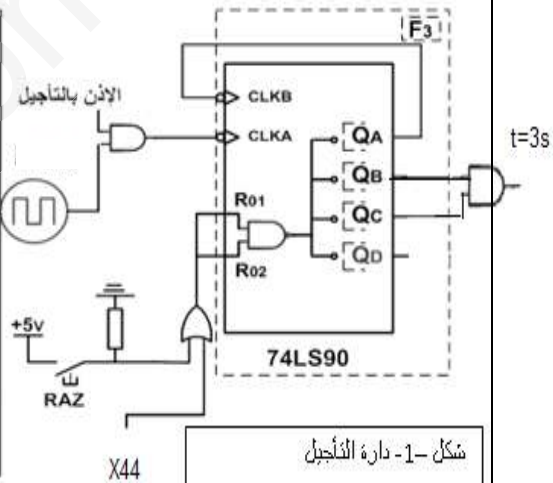 F3
الإذن بالتأجيل
CLKB
CLKA
QA
QB
QC
QD
t=3s
R01
R02
+5v
RAZ
74LS90
X44
شكل –1- دارة التأجيل